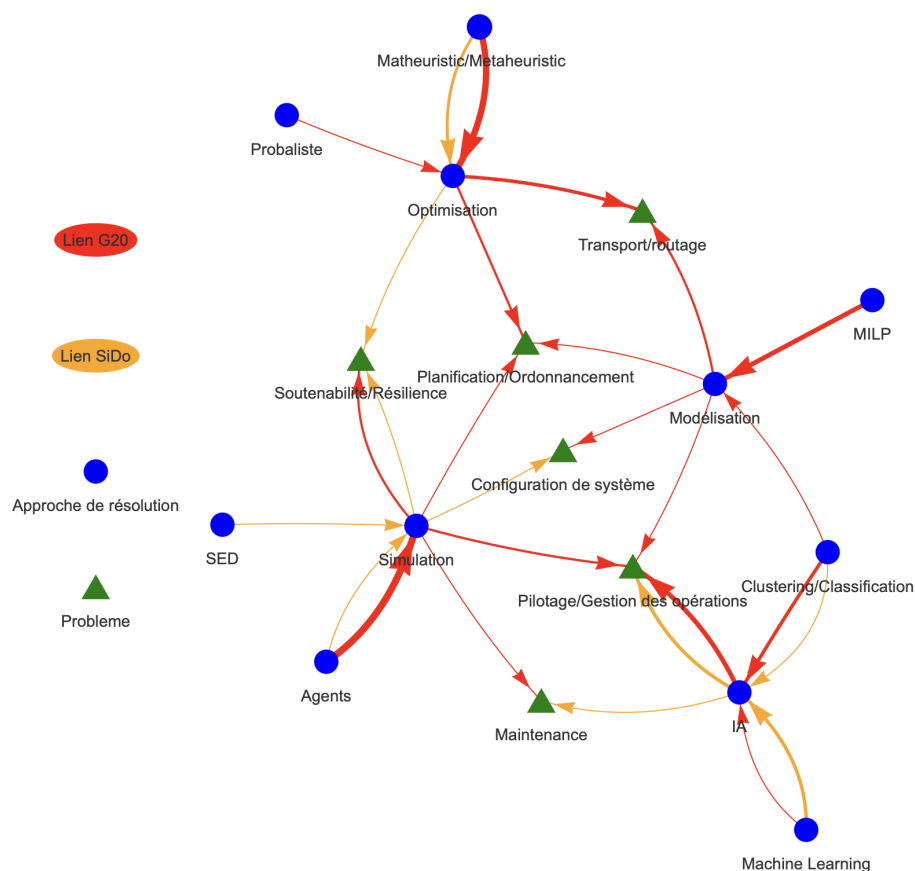 Matheuristic/Metaheuristic
Probaliste
Optimisation
Lien G20
Transport/routage
MILP
Lien SiDo
Planification/Ordonnancement
Soutenabilité/Résilience
Modélisation
Configuration de système
Approche de résolution
SED
Simulation
Clustering/Classification
Pilotage/Gestion des opérations
Probleme
Agents
Maintenance
IA
Machine Learning